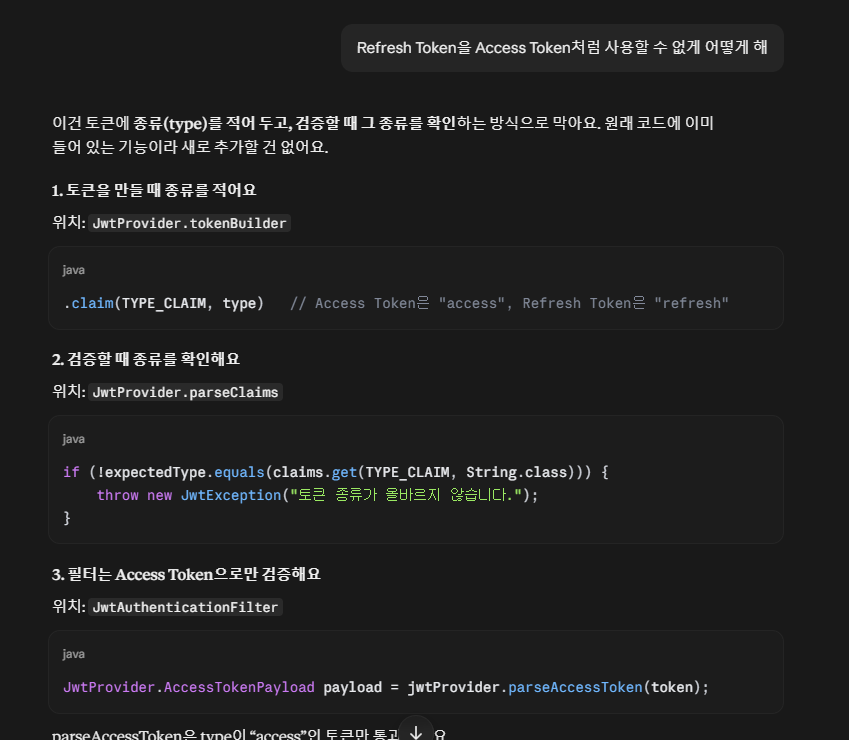 Refresh Token을 Access Token처럼 사용할 수 없게 어떻게 해
이건 토큰에 종류(type)를 적어 두고, 검증할 때 그 종류를 확인하는 방식으로 막아요. 원래 코드에 이미
들어 있는 기능이라 새로 추가할 건 없어요.
1. 토큰을 만들 때 종류를 적어요
위치: JwtProvider.tokenBuilder
java
.claim(TYPE_CLAIM, type)   // Access Token은 "access", Refresh Token은 "refresh"
2. 검증할 때 종류를 확인해요
위치: JwtProvider.parseClaims
java
if (!expectedType.equals(claims.get(TYPE_CLAIM, String.class))) {
    throw new JwtException("토큰 종류가 올바르지 않습니다.");
}
3. 필터는 Access Token으로만 검증해요
위치: JwtAuthenticationFilter
java
JwtProvider.AccessTokenPayload payload = jwtProvider.parseAccessToken(token);
parseAccessToken은 type이 “access”인 토큰만